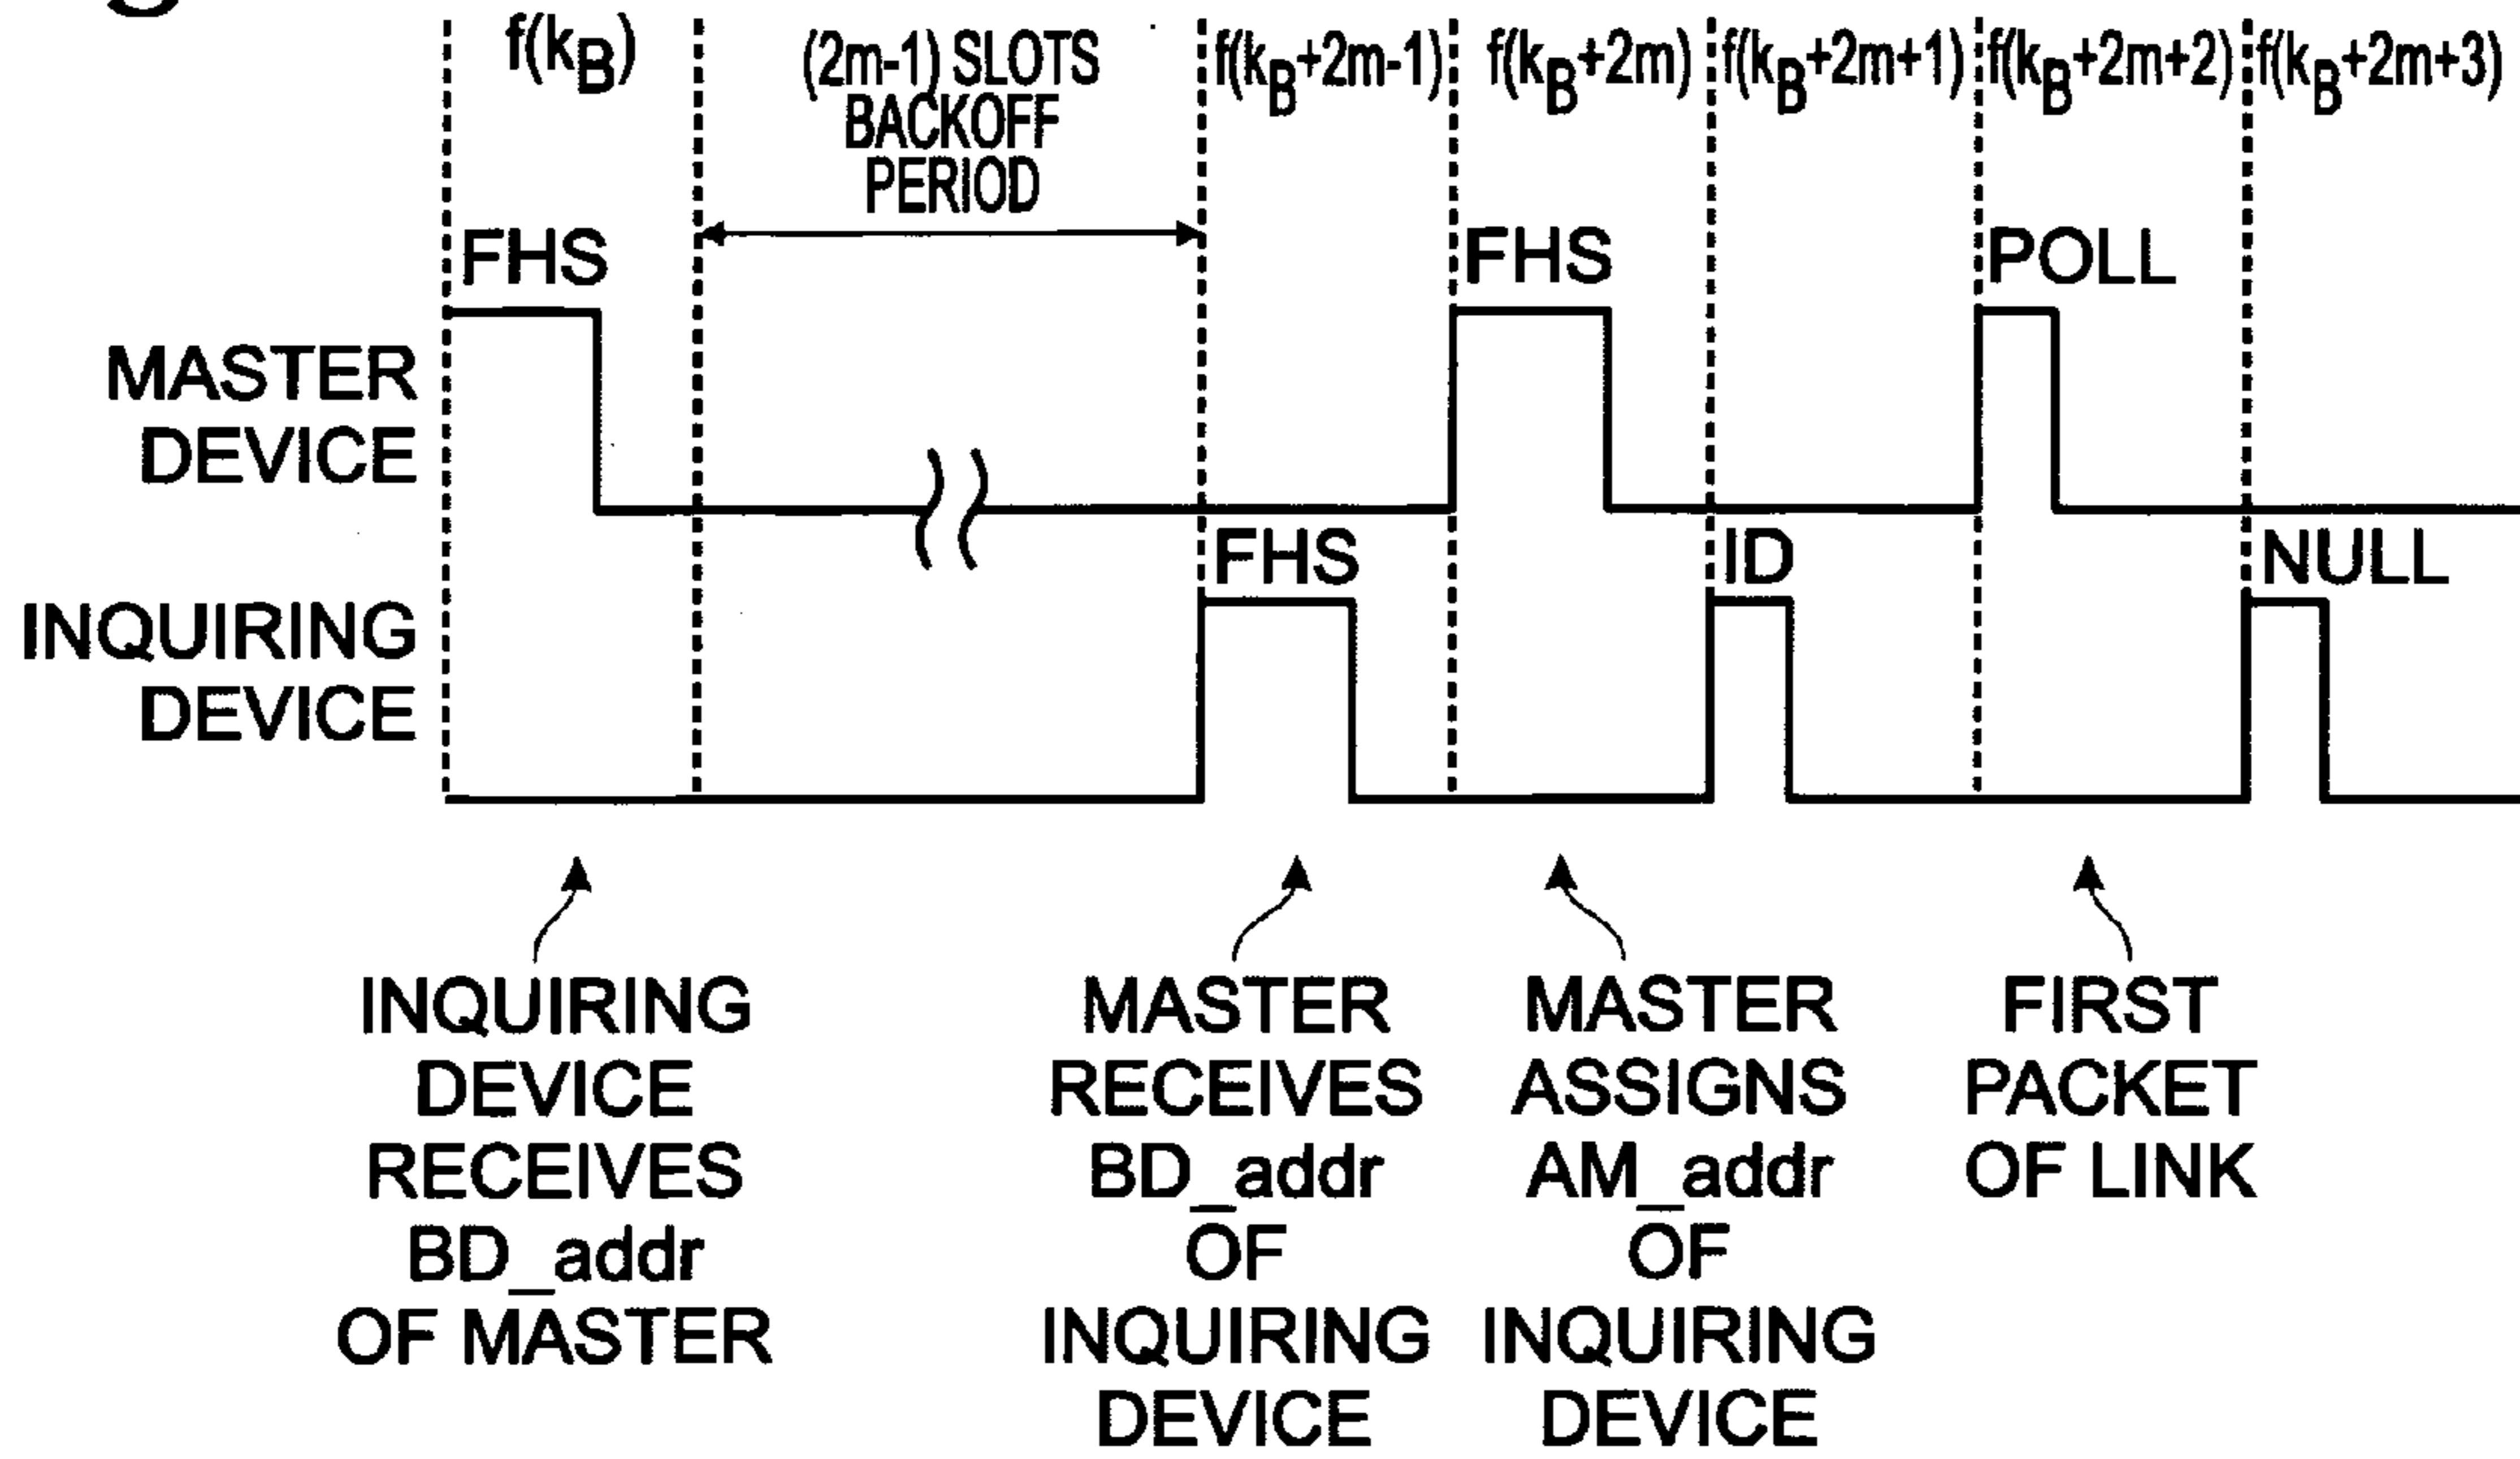 f(kB)
(2m-1) SLOTS
BACKOFF
PERIOD
f(kB+2m-1)
f(kB+2m)
f(kB+2m+1)
f(kB+2m+2)
f(kB+2m+3)
FHS
FHS
POLL
MASTER
DEVICE
FHS
ID
NULL
INQUIRING
DEVICE
INQUIRING
DEVICE
RECEIVES
BD_addr
OF MASTER
MASTER
RECEIVES
BD_addr
OF
INQUIRING
DEVICE
MASTER
ASSIGNS
AM_addr
OF
INQUIRING
DEVICE
FIRST
PACKET
OF LINK